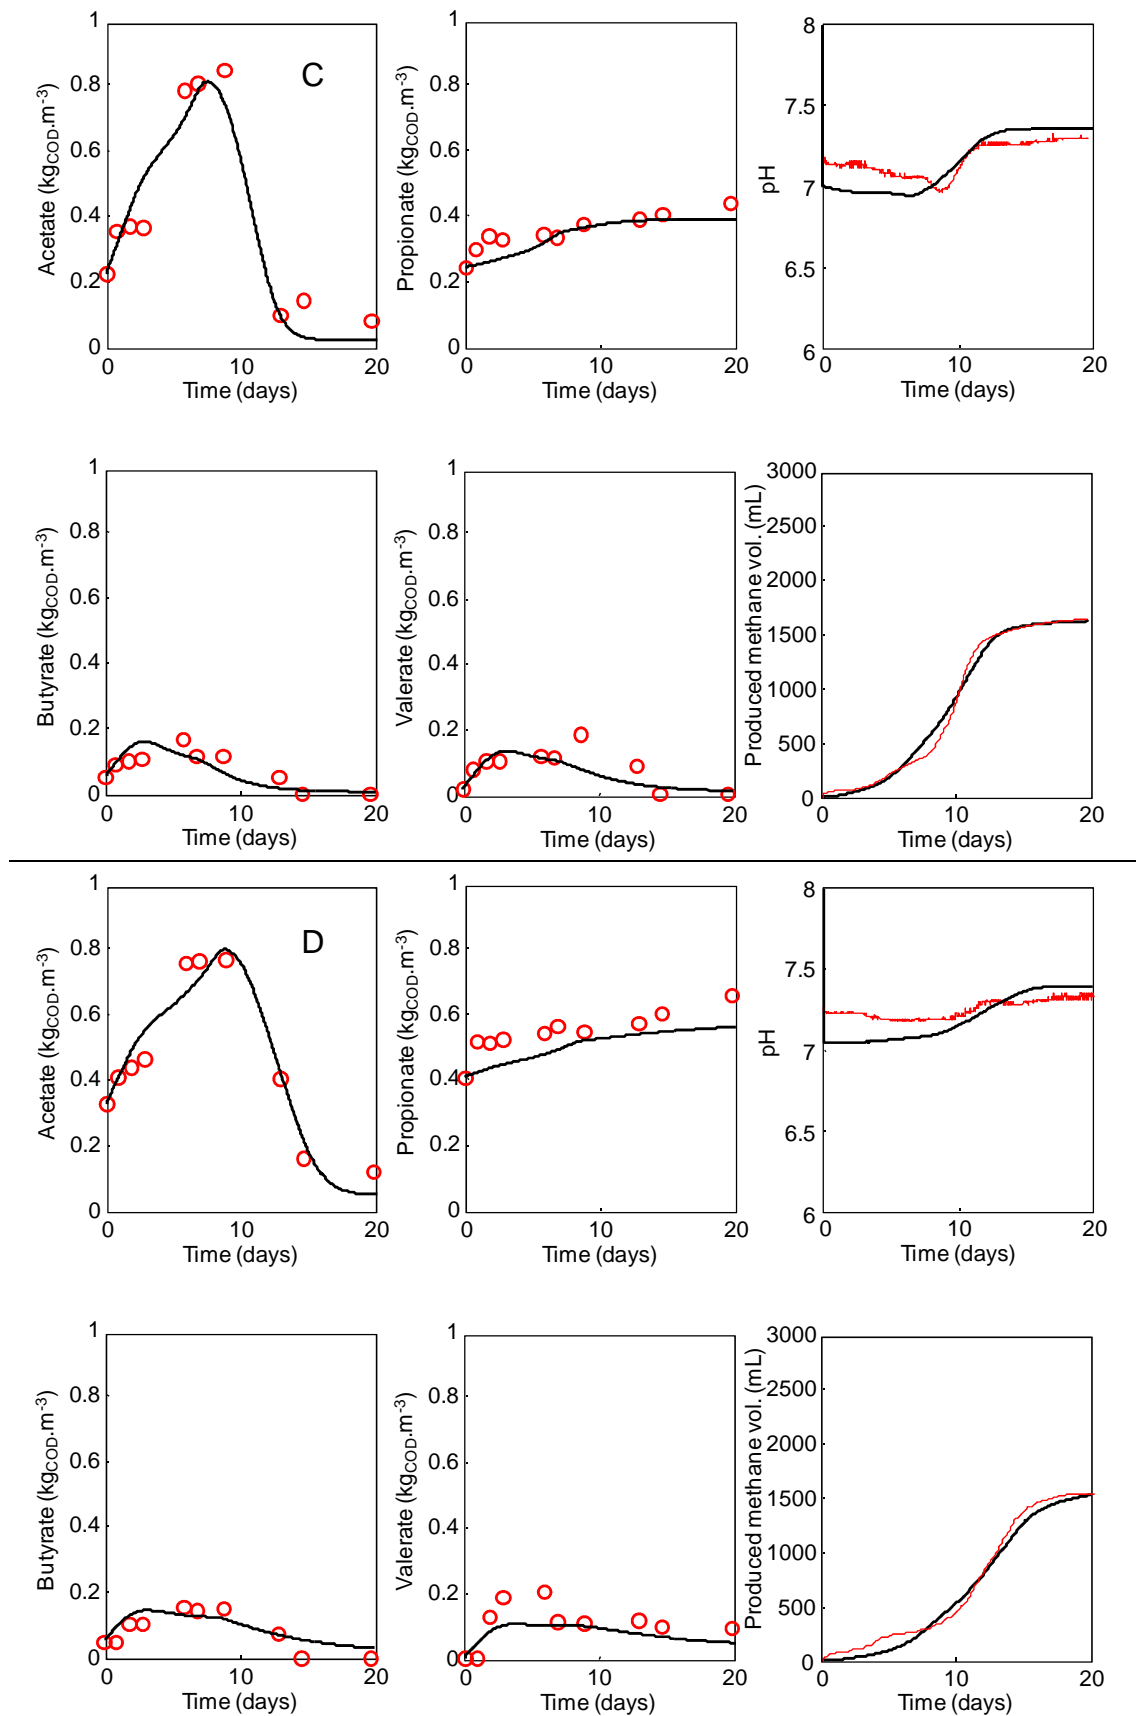 C
Acetate (kgCOD.m-3)
1
0.8
0.6
0.4
0.2
0
0 10 20
Time (days)
Propionate (kgCOD.m-3)
1
0.8
0.6
0.4
0.2
0
0 10 20
Time (days)
pH
8
7.5
7
6.5
6
0 10 20
Time (days)
Butyrate (kgCOD.m-3)
1
0.8
0.6
0.4
0.2
0
0 10 20
Time (days)
Valerate (kgCOD.m-3)
1
0.8
0.6
0.4
0.2
0
0 10 20
Time (days)
Produced methane vol. (mL)
3000
2500
2000
1500
1000
500
0
0 10 20
Time (days)
D
Acetate (kgCOD.m-3)
1
0.8
0.6
0.4
0.2
0
0 10 20
Time (days)
Propionate (kgCOD.m-3)
1
0.8
0.6
0.4
0.2
0
0 10 20
Time (days)
pH
8
7.5
7
6.5
6
0 10 20
Time (days)
Butyrate (kgCOD.m-3)
1
0.8
0.6
0.4
0.2
0
0 10 20
Time (days)
Valerate (kgCOD.m-3)
1
0.8
0.6
0.4
0.2
0
0 10 20
Time (days)
Produced methane vol. (mL)
3000
2500
2000
1500
1000
500
0
0 10 20
Time (days)